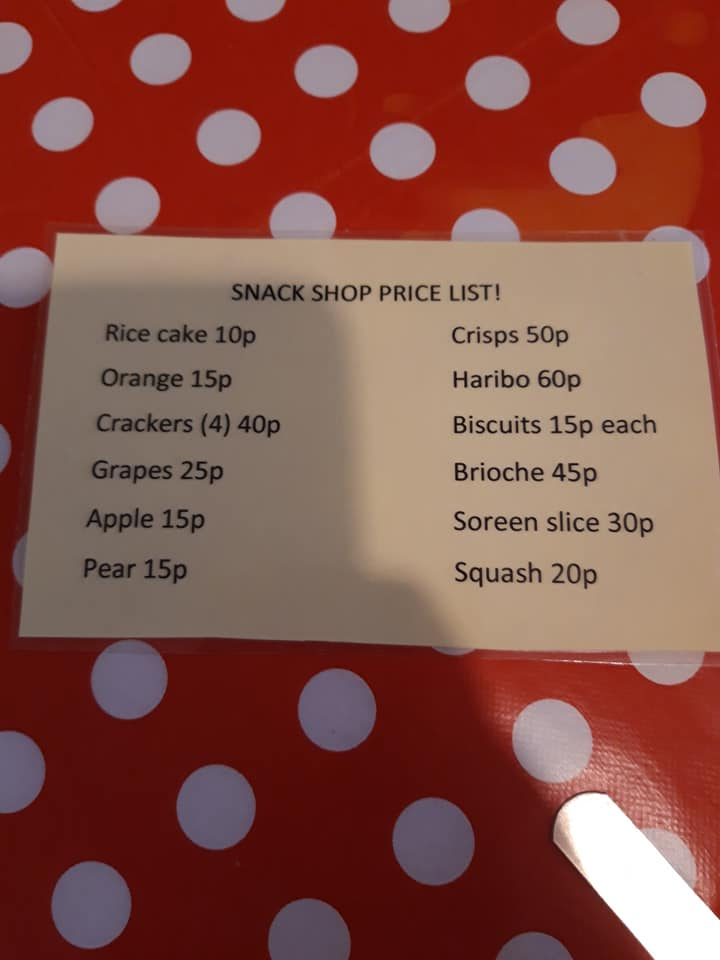 SNACK SHOP PRICE LIST!
Rice cake 10p
Orange 15p
Crackers (4) 40p
Grapes 25p
Apple 15p
Pear 15p
Crisps 50p
Haribo 60p
Biscuits 15p each
Brioche 45p
Soreen slice 30p
Squash 20p